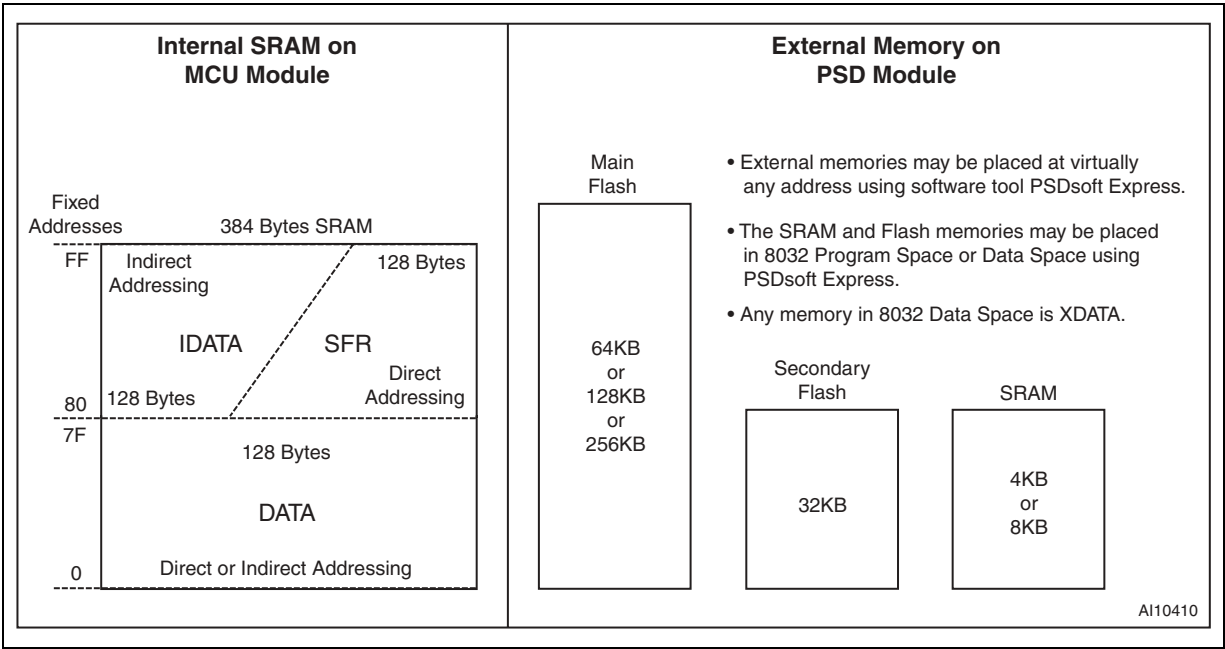 Internal SRAM on
MCU Module
Fixed
Addresses
384 Bytes SRAM
FF
Indirect
Addressing
128 Bytes
IDATA
SFR
Direct
Addressing
80
128 Bytes
7F
128 Bytes
DATA
0
Direct or Indirect Addressing
External Memory on
PSD Module
Main
Flash
64KB
or
128KB
or
256KB
• External memories may be placed at virtually
any address using software tool PSDsoft Express.
• The SRAM and Flash memories may be placed
in 8032 Program Space or Data Space using
PSDsoft Express.
• Any memory in 8032 Data Space is XDATA.
Secondary
Flash
32KB
SRAM
4KB
or
8KB
AI10410